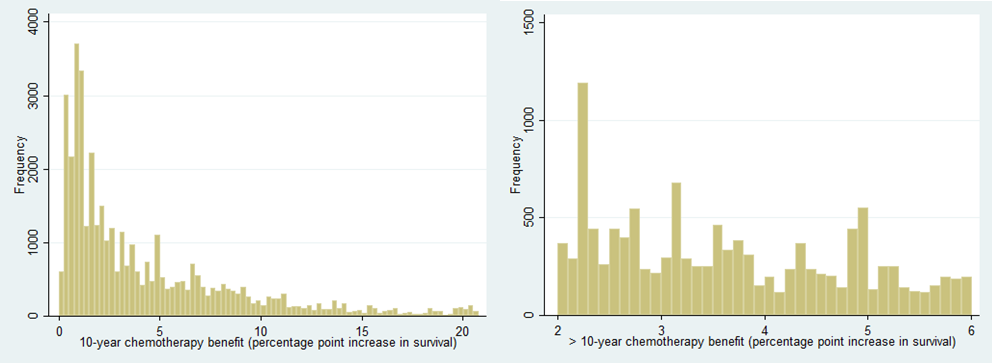 4000
3000
2000
1000
0
Frequency
0 5 10 15 20
10-year chemotherapy benefit (percentage point increase in survival)
1500
1000
500
0
Frequency
2 3 4 5 6
> 10-year chemotherapy benefit (percentage point increase in survival)